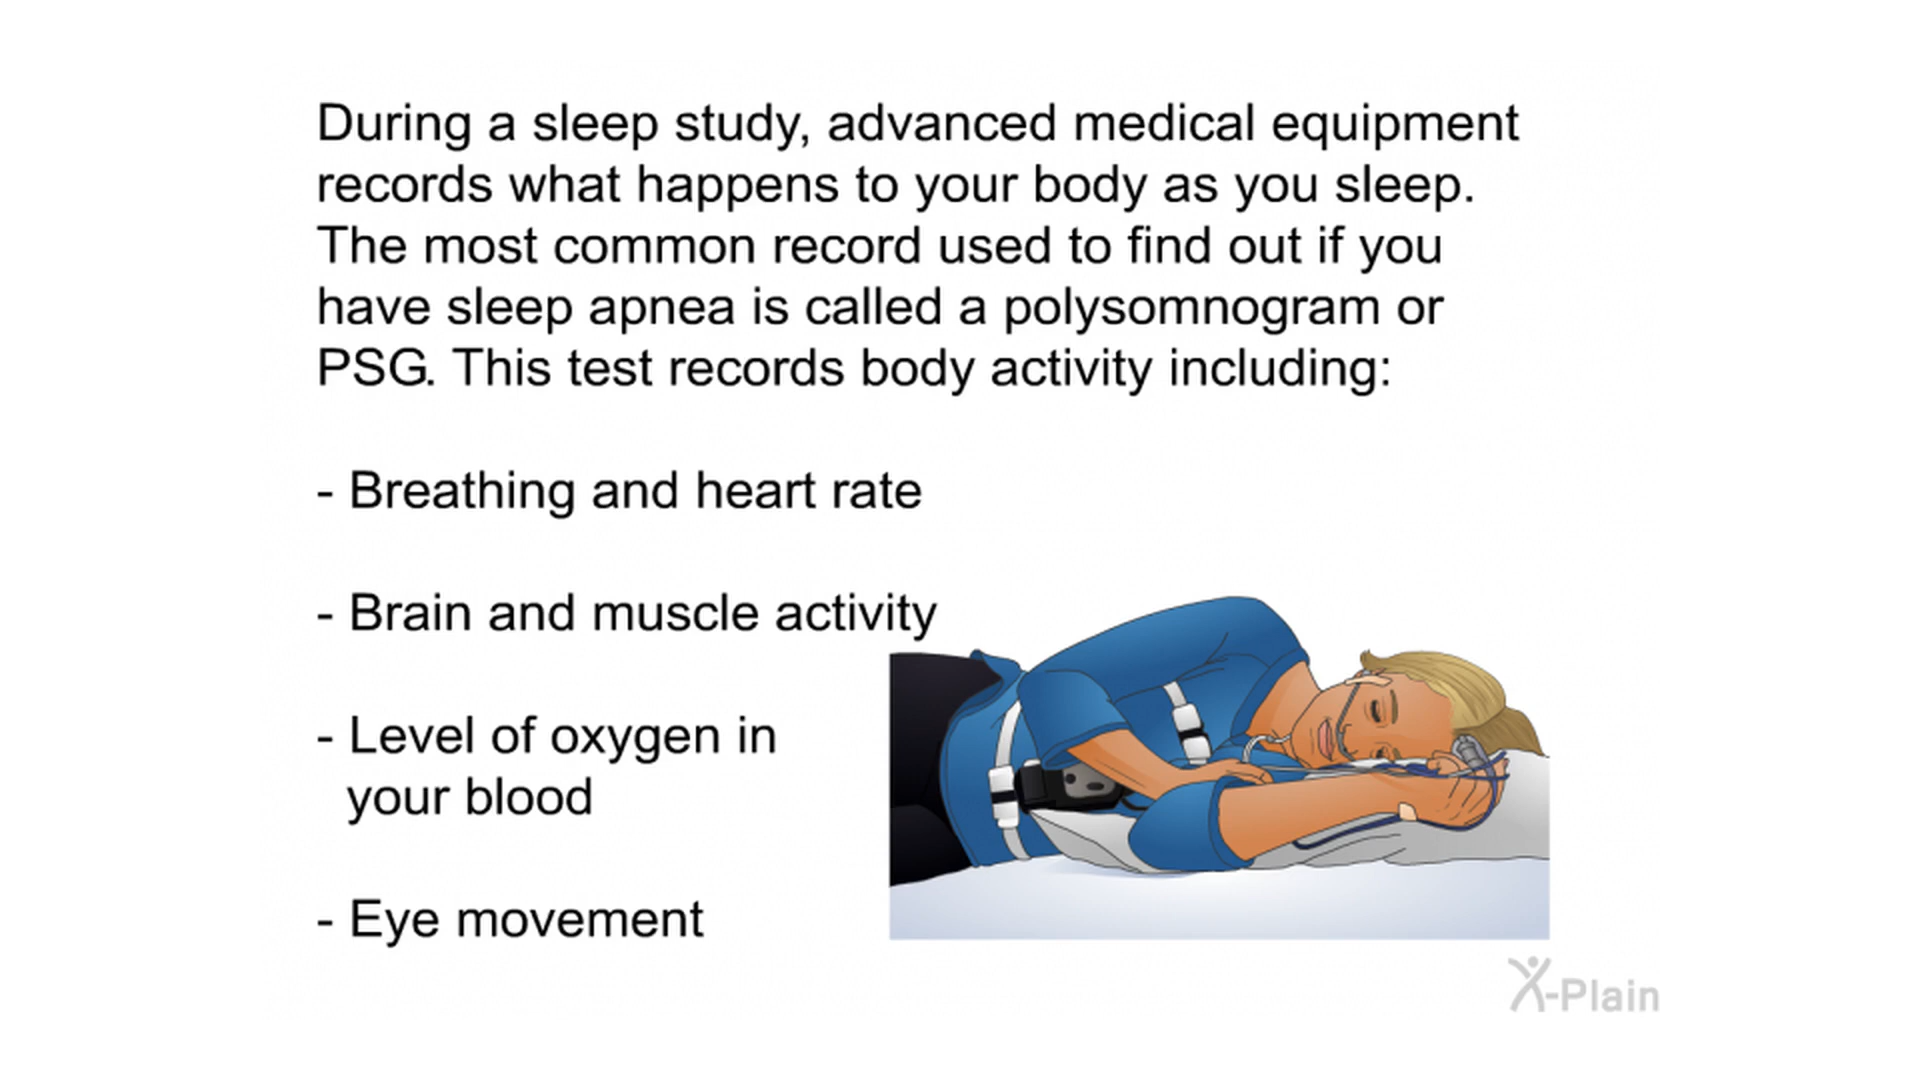 During a sleep study, advanced medical equipment
records what happens to your body as you sleep.
The most common record used to find out if you
have sleep apnea is called a polysomnogram or
PSG. This test records body activity including:
- Breathing and heart rate
- Brain and muscle activity
- Level of oxygen in
your blood
- Eye movement
X-Plain